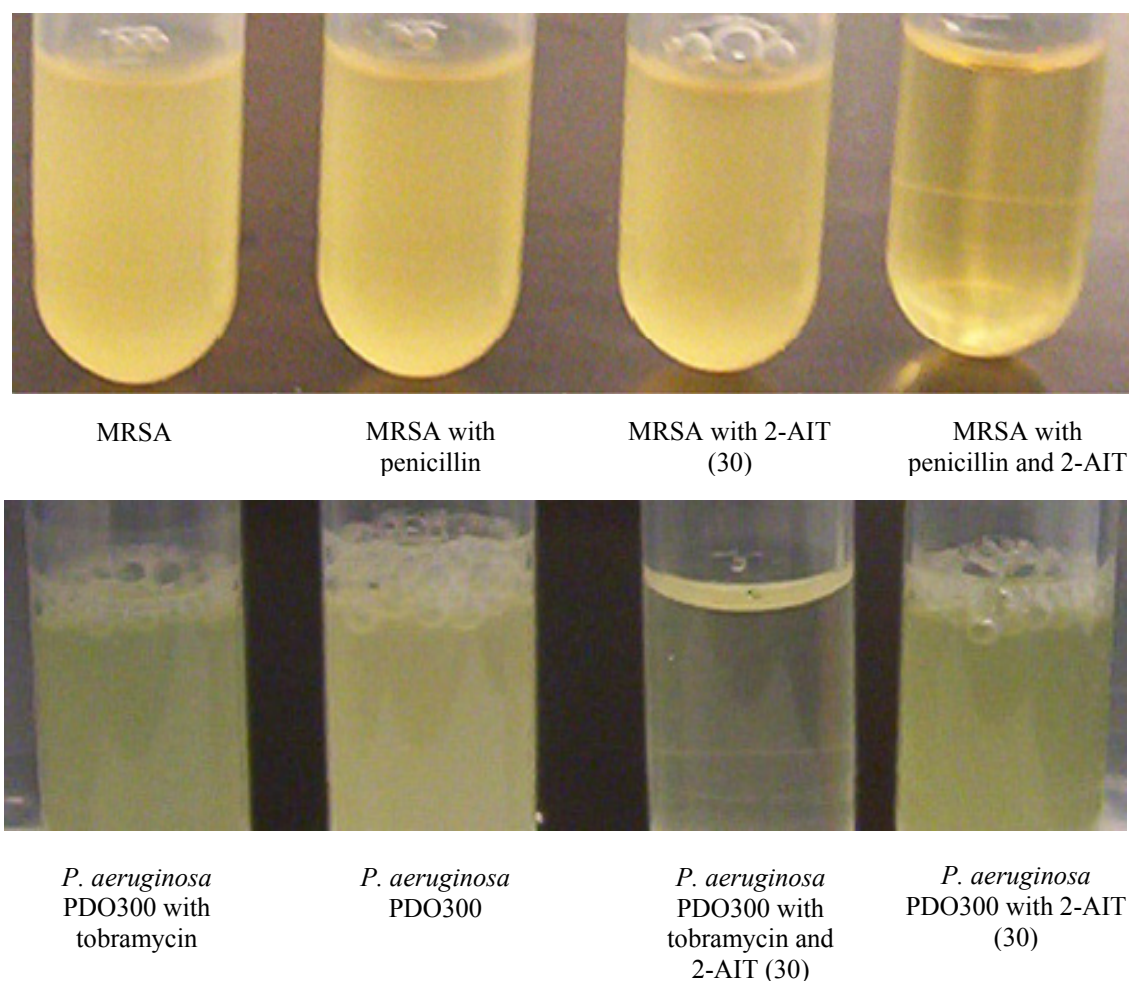 MRSA
MRSA with
penicillin
MRSA with 2-AIT
(30)
MRSA with
penicillin and 2-AIT
P. aeruginosa
PDO300 with
tobramycin
P. aeruginosa
PDO300
P. aeruginosa
PDO300 with
tobramycin and
2-AIT (30)
P. aeruginosa
PDO300 with 2-AIT
(30)